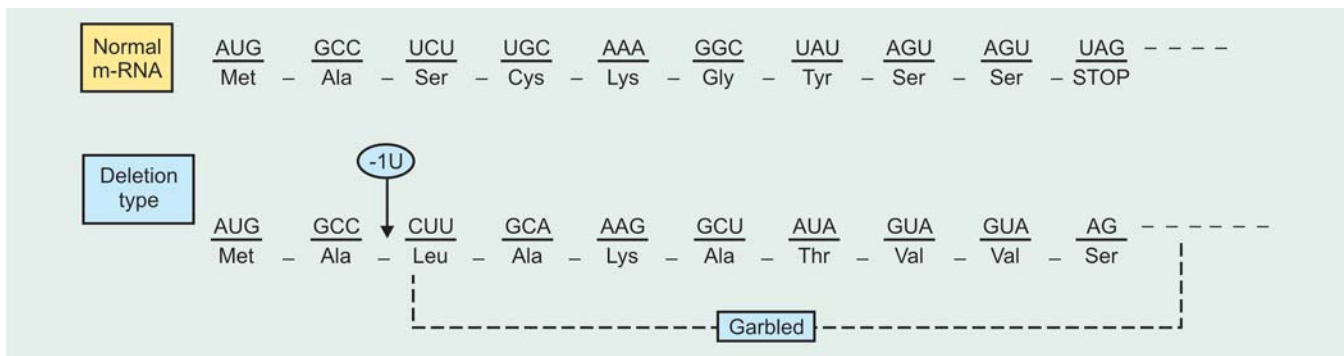 Normal m-RNA
AUG GCC UCU UGC AAA GGC UAU AGU AGU UAG – – – –
Met – Ala – Ser – Cys – Lys – Gly – Tyr – Ser – Ser – STOP
-1U
Deletion type
AUG GCC CUU GCA AAG GCU AUA GUA GUA AG – – – – – –
Met – Ala – Leu – Ala – Lys – Ala – Thr – Val – Val – Ser
Garbled